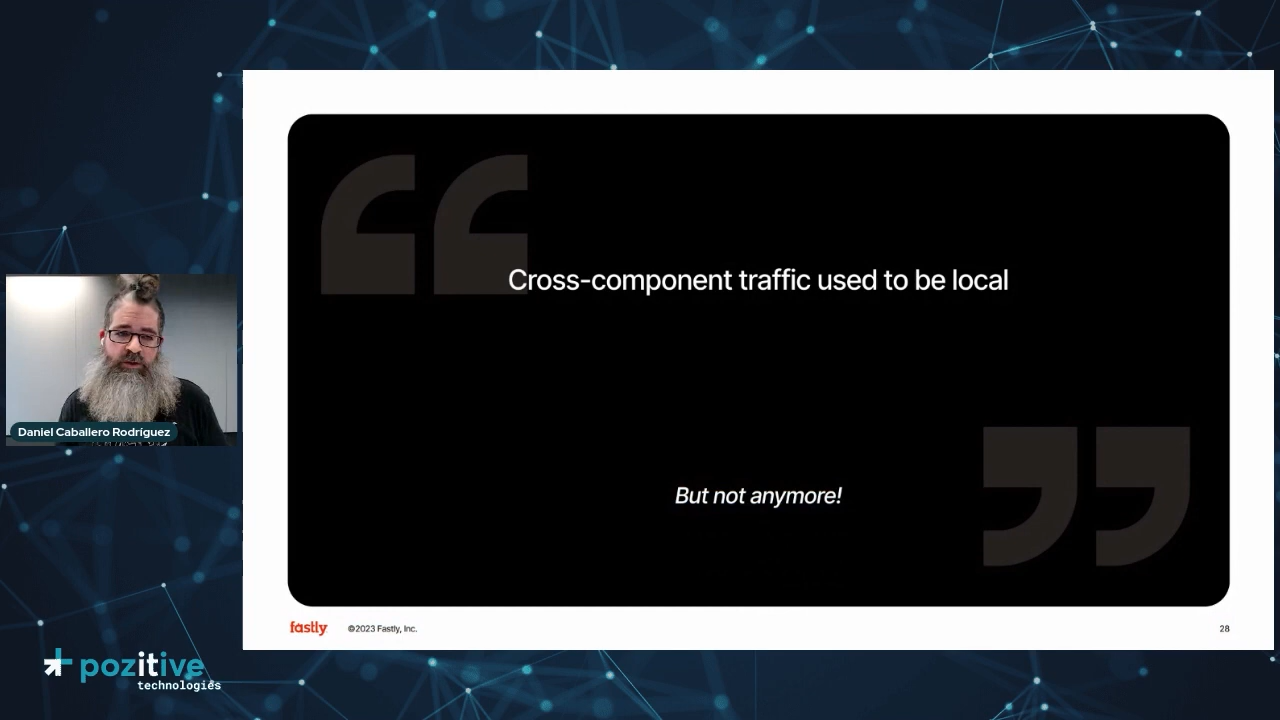 Cross-component traffic used to be local
But not anymore!
Daniel Caballero Rodríguez
fastly
©2023 Fastly, Inc.
28
pozitive
technologies